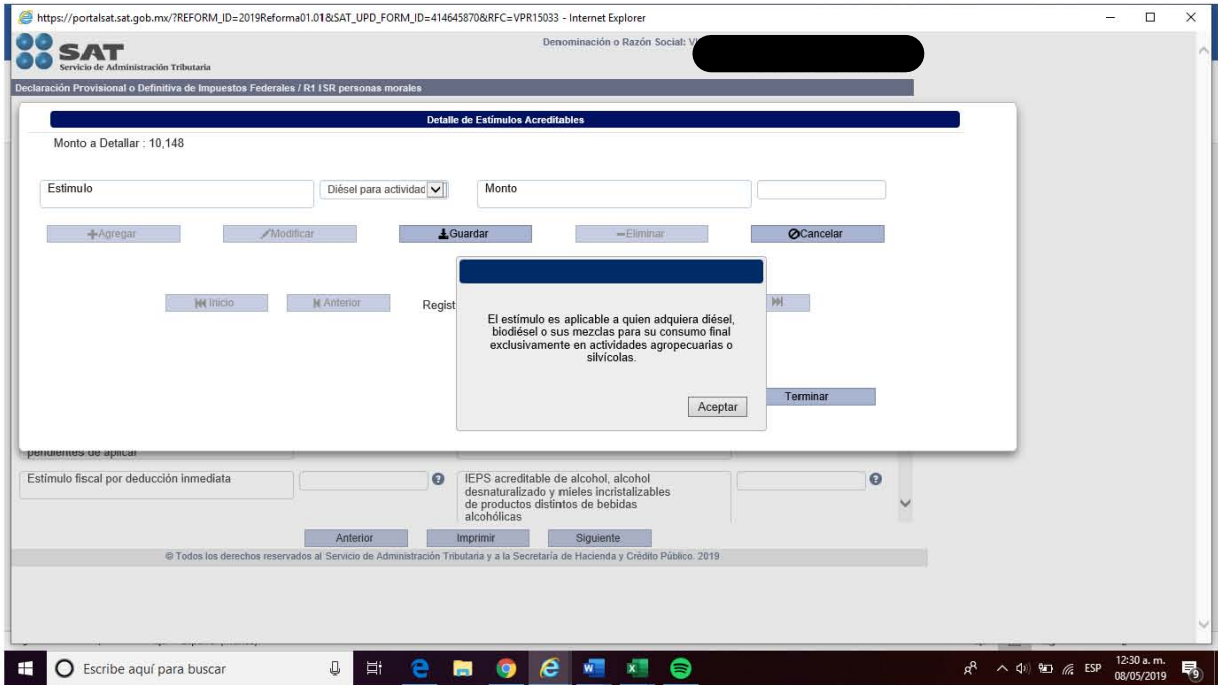 https://portalsat.sat.gob.mx/?REFORM_ID=2019Reforma01.01&SAT_UPD_FORM_ID=414645870&RFC=VPR15033 - Internet Explorer
SAT
Servicio de Administración Tributaria
Denominación o Razón Social:
Declaración Provisional o Definitiva de Impuestos Federales / R1 ISR personas morales
Detalle de Estímulos Acreditables
Monto a Detallar : 10,148
Estímulo
Diésel para actividad
Monto
Agregar
Modificar
Guardar
Eliminar
Cancelar
Inicio
Anterior
Regist
El estímulo es aplicable a quien adquiera diésel,
biodiésel o sus mezclas para su consumo final
exclusivamente en actividades agropecuarias o
silvícolas.
Aceptar
Terminar
pendientes de aplicar
Estímulo fiscal por deducción inmediata
IEPS acreditable de alcohol, alcohol
desnaturalizado y mieles incristalizables
de productos distintos de bebidas
alcohólicas
Anterior
Imprimir
Siguiente
© Todos los derechos reservados al Servicio de Administración Tributaria y a la Secretaría de Hacienda y Crédito Público. 2019
Escribe aquí para buscar
ESP
12:30 a. m.
08/05/2019